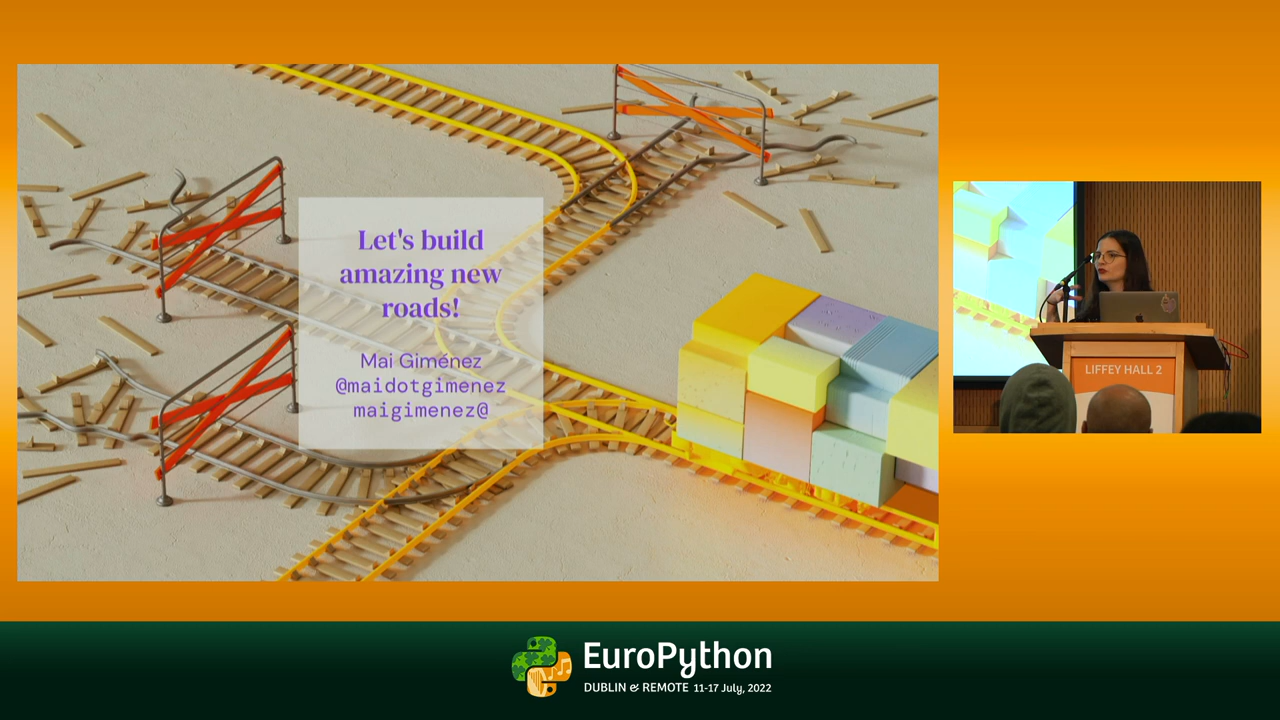 Let's build
amazing new
roads!
Mai Giménez
@maidotgimenez
maigimenez@
LIFFEY HALL 2
EuroPython
DUBLIN & REMOTE 11-17 July, 2022